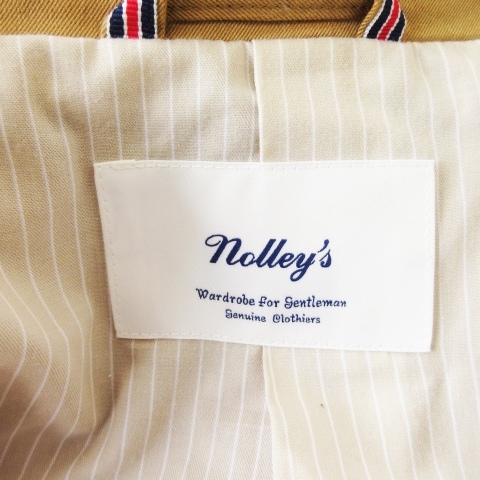 Nolley's
Wardrobe for Gentleman
Genuine Clothiers